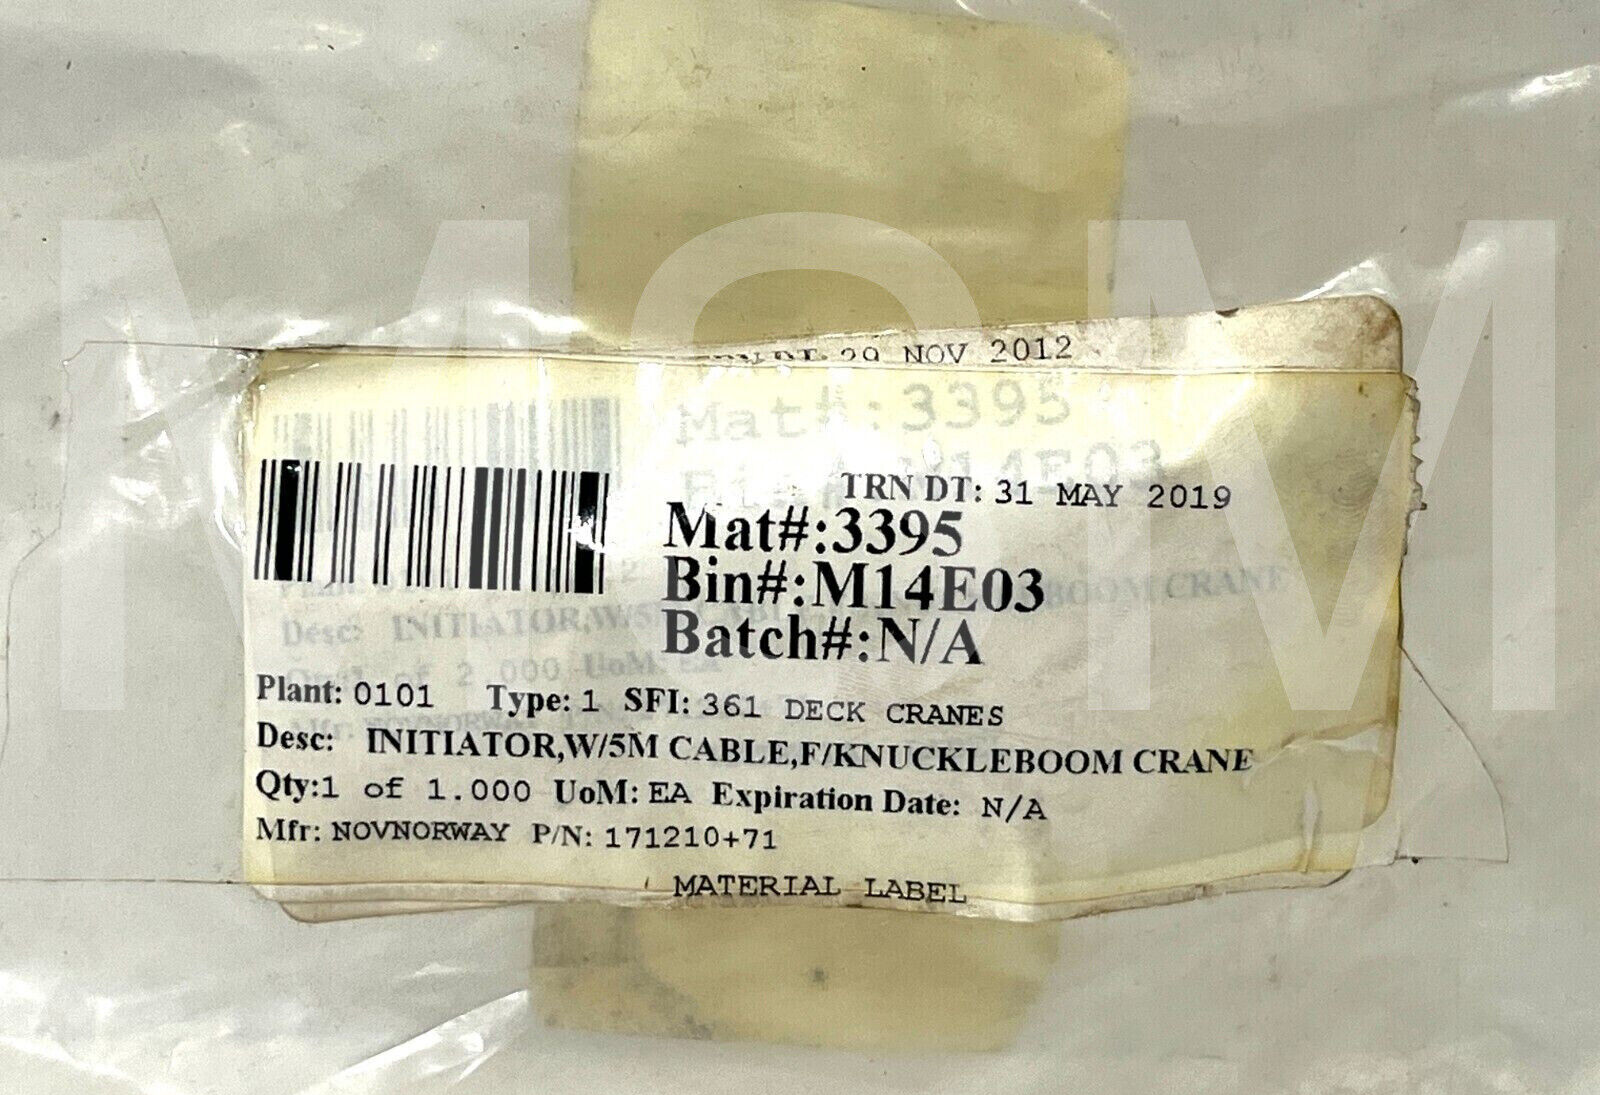 MSM
29 NOV 2012
Mat#:3395
14E03
TRN DT: 31 MAY 2019
Mat#:3395
Bin#:M14E03
Batch#:N/A
Plant: 0101 Type: 1 SFI: 361 DECK CRANES
Desc: INITIATOR,W/5M CABLE,F/KNUCKLEBOOM CRANE
Qty:1 of 1.000 UoM: EA Expiration Date: N/A
Mfr: NOVNORWAY P/N: 171210+71
MATERIAL LABEL